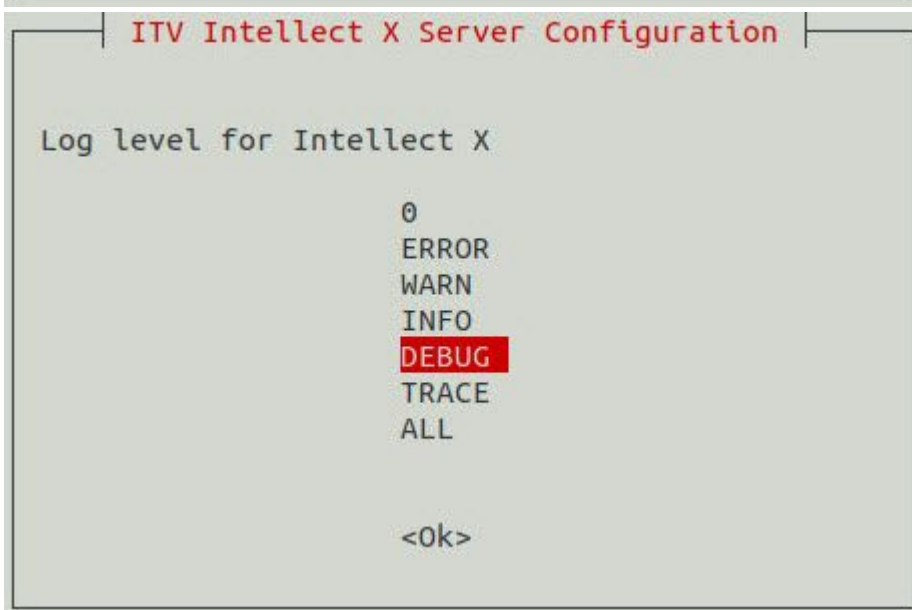 ITV Intellect X Server Configuration
Log level for Intellect X
0
ERROR
WARN
INFO
DEBUG
TRACE
ALL
<Ok>